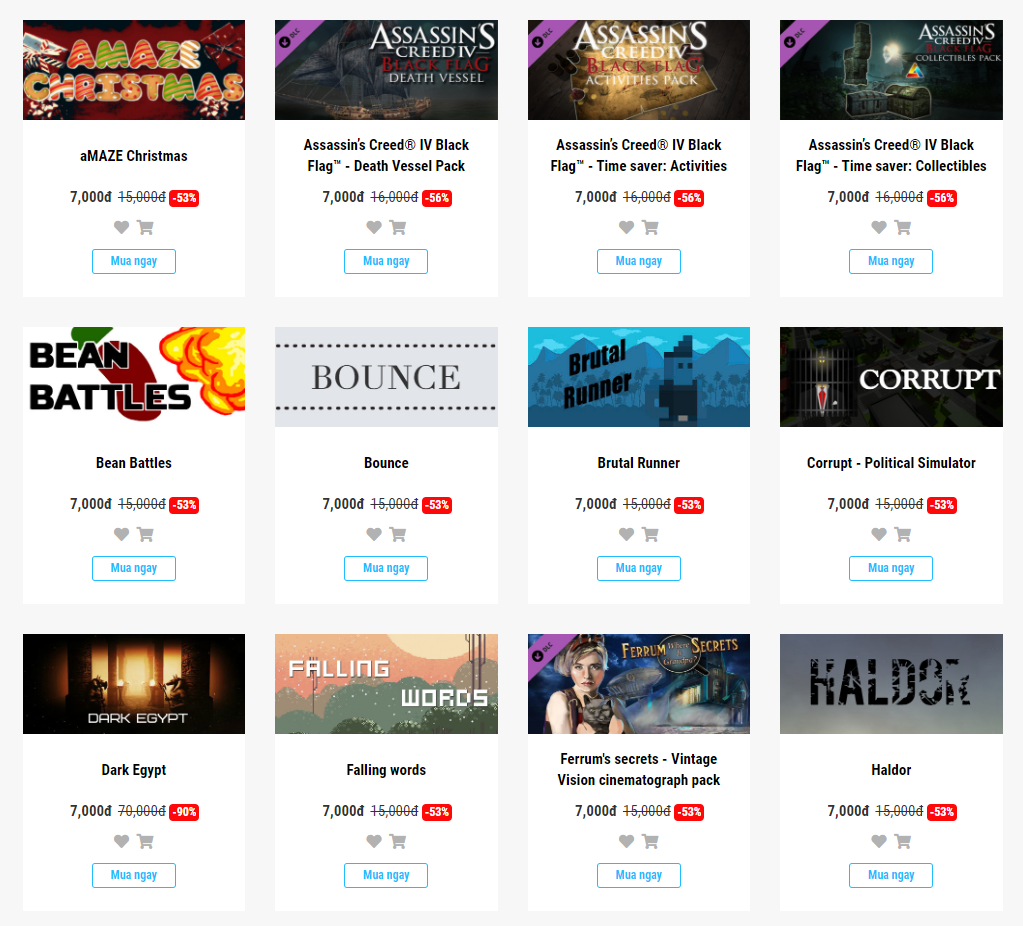 AMAZE
CHRISTMAS
aMAZE Christmas
7,000đ 15,000đ -53%
Mua ngay
DLC
ASSASSIN'S
CREED IV
BLACK FLAG
DEATH VESSEL
Assassin's Creed® IV Black
Flag™ - Death Vessel Pack
7,000đ 16,000đ -56%
Mua ngay
DLC
ASSASSIN'S
CREED IV
BLACK FLAG
ACTIVITIES PACK
Assassin's Creed® IV Black
Flag™ - Time saver: Activities
7,000đ 16,000đ -56%
Mua ngay
DLC
ASSASSIN'S
CREED IV
BLACK FLAG
COLLECTIBLES PACK
Assassin's Creed® IV Black
Flag™ - Time saver: Collectibles
7,000đ 16,000đ -56%
Mua ngay
BEAN
BATTLES
Bean Battles
7,000đ 15,000đ -53%
Mua ngay
BOUNCE
Bounce
7,000đ 15,000đ -53%
Mua ngay
Brutal
Runner
Brutal Runner
7,000đ 15,000đ -53%
Mua ngay
CORRUPT
Corrupt - Political Simulator
7,000đ 15,000đ -53%
Mua ngay
DARK EGYPT
Dark Egypt
7,000đ 70,000đ -90%
Mua ngay
FALLING
WORDS
Falling words
7,000đ 15,000đ -53%
Mua ngay
DLC
FERRUM'S SECRETS
Where
Is
Grandpa?
Ferrum's secrets - Vintage
Vision cinematograph pack
7,000đ 15,000đ -53%
Mua ngay
HALDOR
Haldor
7,000đ 15,000đ -53%
Mua ngay